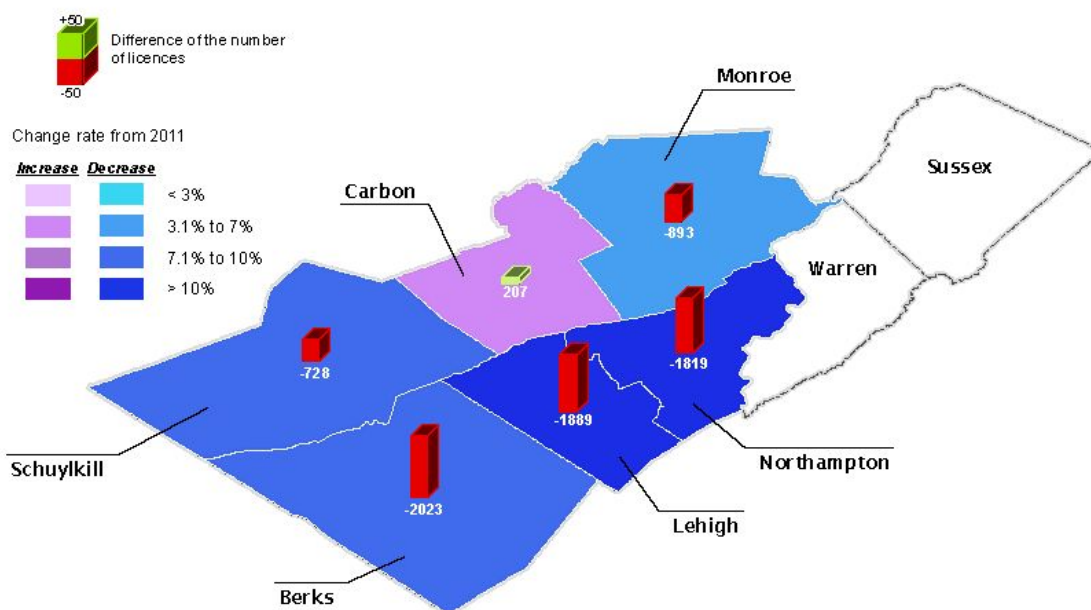 +50
Difference of the number
of licences
-50
Change rate from 2011
Increase Decrease
< 3%
3.1% to 7%
7.1% to 10%
> 10%
Monroe
Sussex
Carbon
-893
Warren
207
-728
-1819
-1889
Schuylkill
Northampton
-2023
Lehigh
Berks